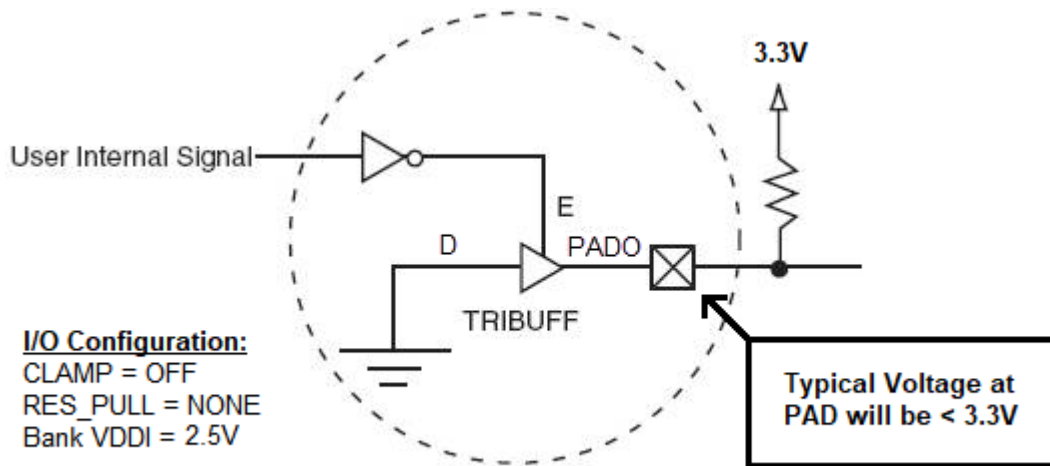 3.3V
User Internal Signal
E
D
PADO
TRIBUFF
I/O Configuration:
CLAMP = OFF
RES_PULL = NONE
Bank VDDI = 2.5V
Typical Voltage at
PAD will be < 3.3V